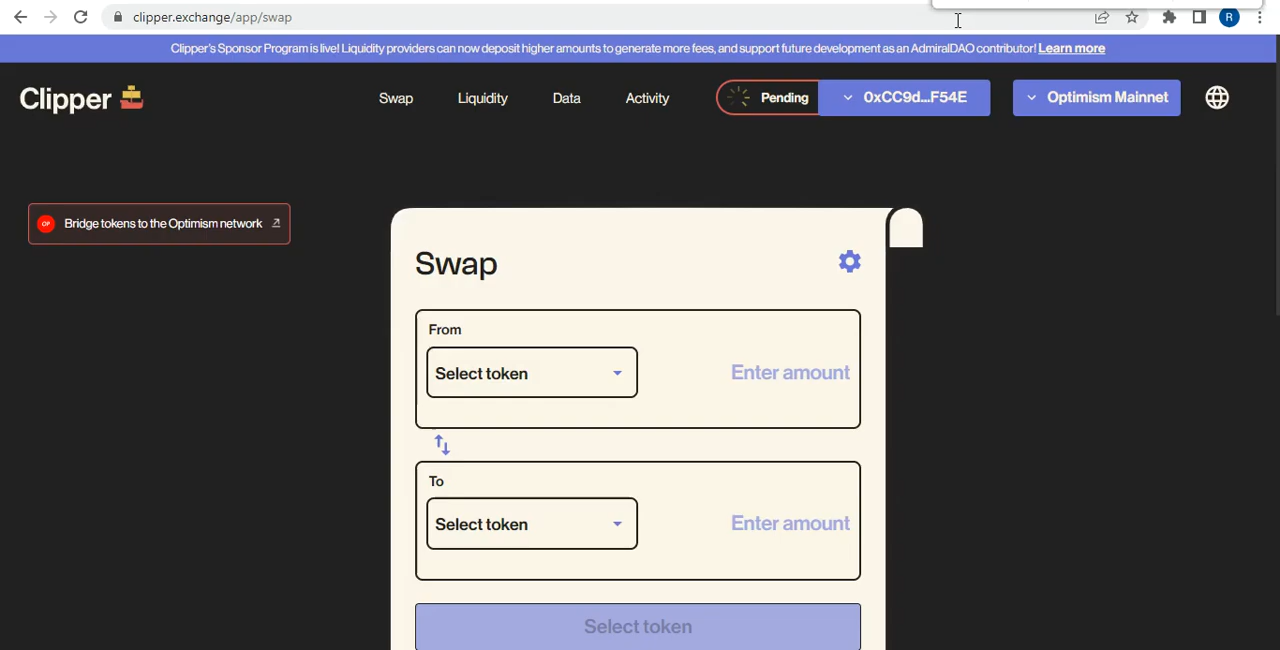 clipper.exchange/app/swap
R
Clipper's Sponsor Program is live! Liquidity providers can now deposit higher amounts to generate more fees, and support future development as an AdmiralDAO contributor! Learn more
Clipper
Swap
Liquidity
Data
Activity
Pending
0xCC9d...F54E
Optimism Mainnet
OP
Bridge tokens to the Optimism network
Swap
From
Select token
Enter amount
To
Select token
Enter amount
Select token